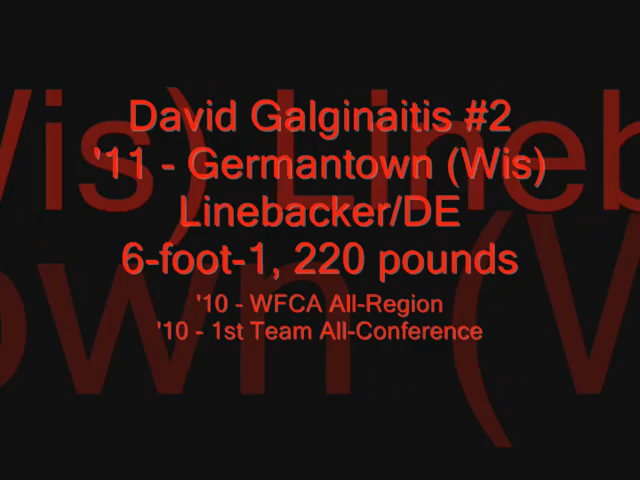 David Galginaitis #2
'11 - Germantown (Wis)
Linebacker/DE
6-foot-1, 220 pounds
'10 - WFCA All-Region
'10 - 1st Team All-Conference